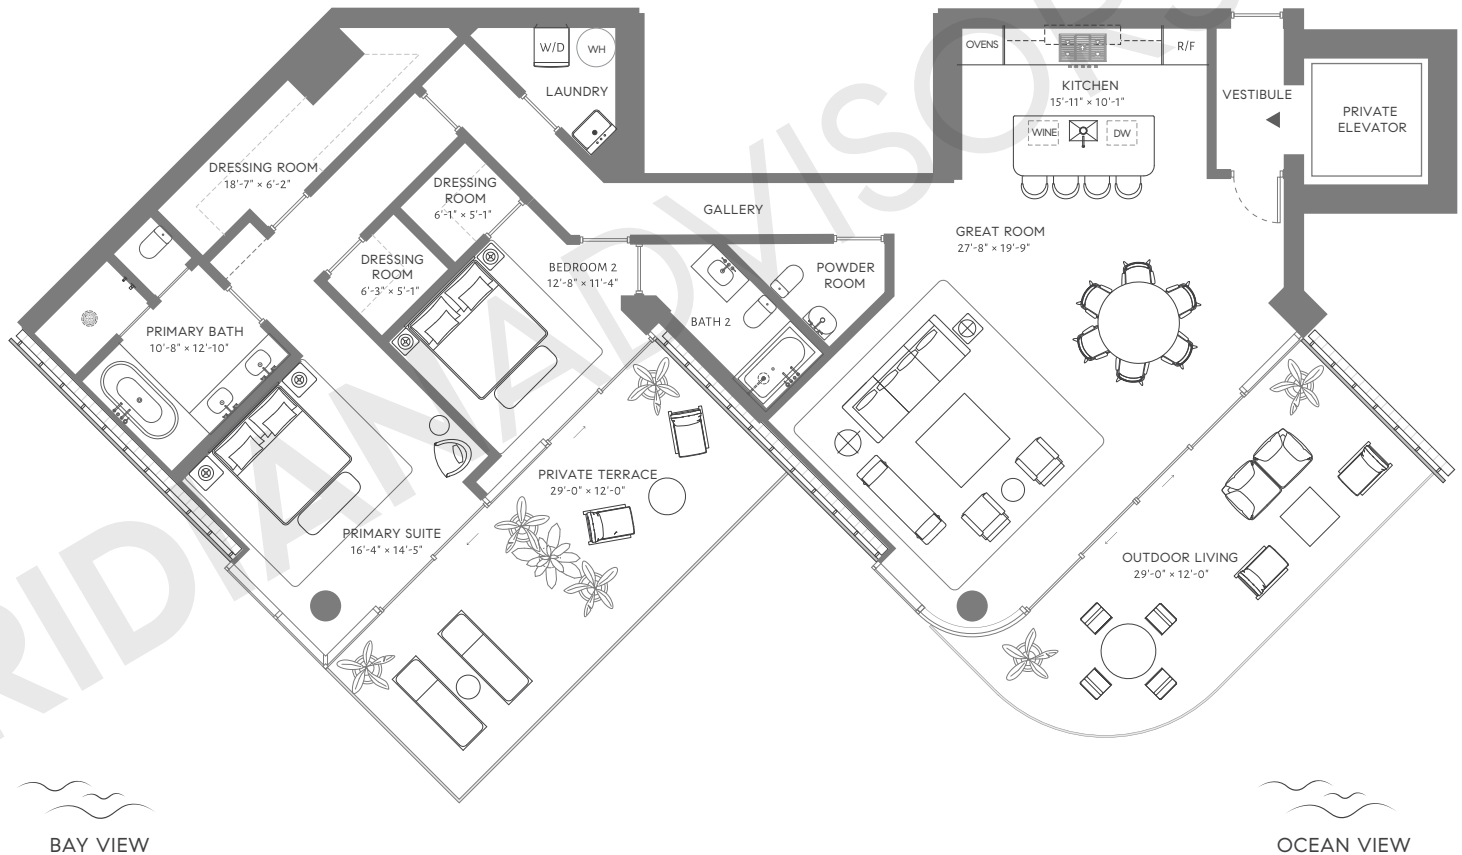 W/D
WH
LAUNDRY
OVENS
R/F
KITCHEN
15'-11" × 10'-1"
WINE
DW
VESTIBULE
PRIVATE
ELEVATOR
DRESSING ROOM
18'-7" × 6'-2"
DRESSING
ROOM
6'-1" × 5'-1"
GALLERY
GREAT ROOM
27'-8" × 19'-9"
DRESSING
ROOM
6'-3" × 5'-1"
BEDROOM 2
12'-8" × 11'-4"
POWDER
ROOM
BATH 2
PRIMARY BATH
10'-8" × 12'-10"
PRIVATE TERRACE
29'-0" × 12'-0"
PRIMARY SUITE
16'-4" × 14'-5"
OUTDOOR LIVING
29'-0" × 12'-0"
RIDIANADVISORS
BAY VIEW
OCEAN VIEW